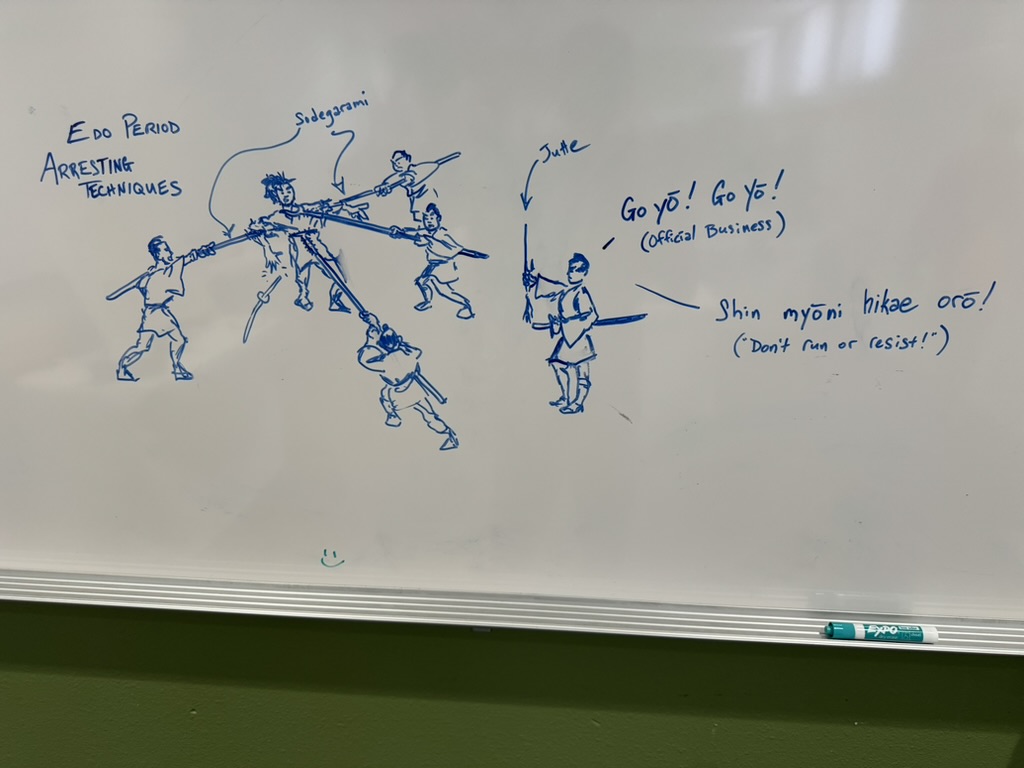 EDO PERIOD
ARRESTING
TECHNIQUES
Sodegarami
Jutte
Go yō! Go yō!
(Official Business)
Shin myōni hikae orō!
("Don't run or resist!")
EXPO